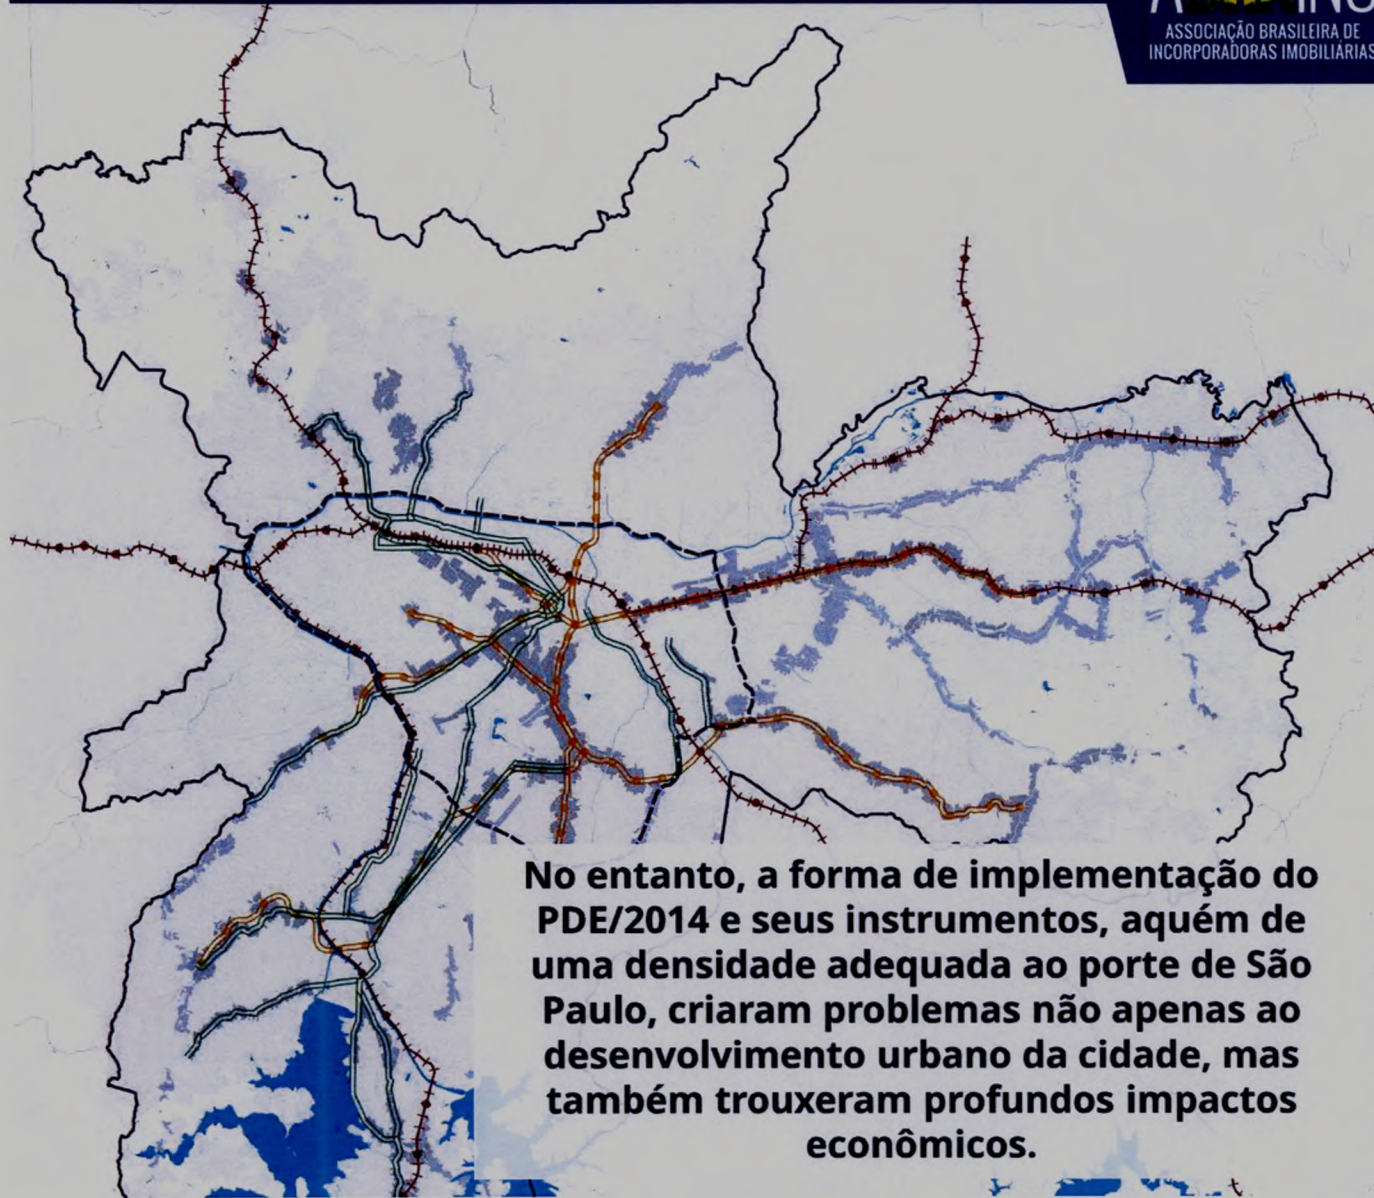 ASSOCIAÇÃO BRASILEIRA DE
INCORPORADORAS IMOBILIÁRIAS
No entanto, a forma de implementação do
PDE/2014 e seus instrumentos, aquém de
uma densidade adequada ao porte de São
Paulo, criaram problemas não apenas ao
desenvolvimento urbano da cidade, mas
também trouxeram profundos impactos
econômicos.